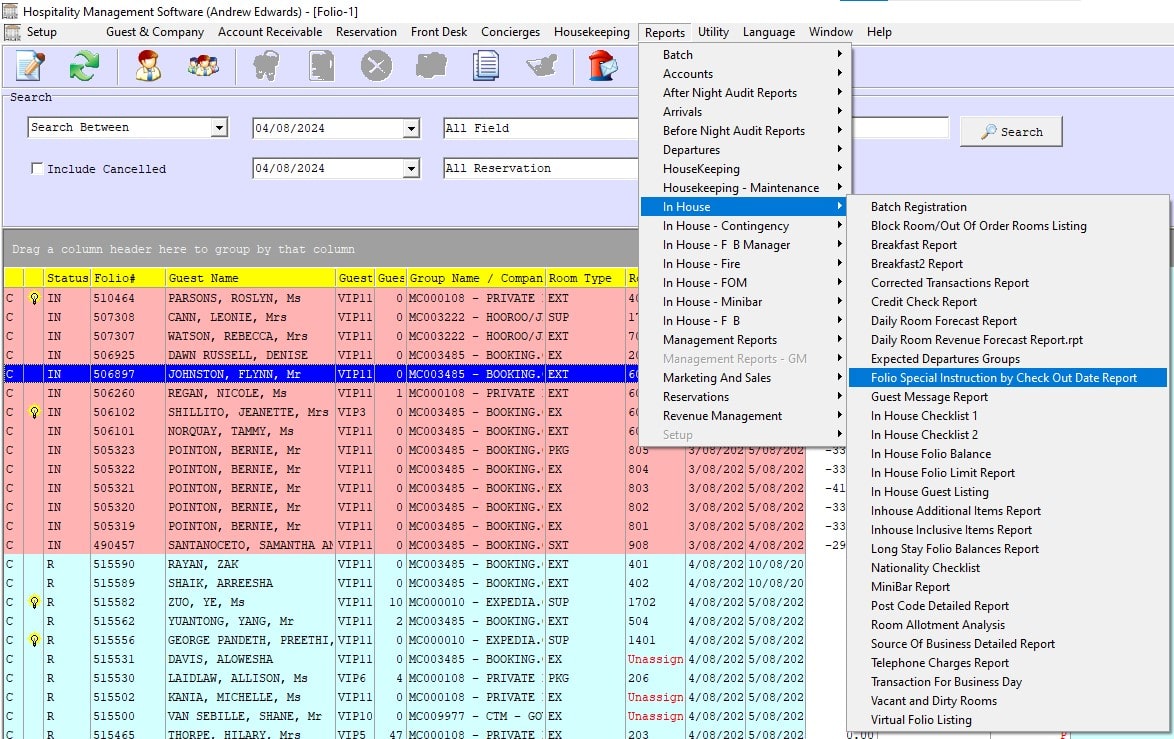 Hospitality Management Software (Andrew Edwards) - [Folio-1]
Setup Guest & Company Account Receivable Reservation Front Desk Concierges Housekeeping Reports Utility Language Window Help
Search
Search Between 04/08/2024 All Field Search
Include Cancelled 04/08/2024 All Reservation
Batch
Accounts
After Night Audit Reports
Arrivals
Before Night Audit Reports
Departures
HouseKeeping
Housekeeping - Maintenance
In House
In House - Contingency
In House - F B Manager
In House - Fire
In House - FOM
In House - Minibar
In House - F B
Management Reports
Management Reports - GM
Marketing And Sales
Reservations
Revenue Management
Setup
Batch Registration
Block Room/Out Of Order Rooms Listing
Breakfast Report
Breakfast2 Report
Corrected Transactions Report
Credit Check Report
Daily Room Forecast Report
Daily Room Revenue Forecast Report.rpt
Expected Departures Groups
Folio Special Instruction by Check Out Date Report
Guest Message Report
In House Checklist 1
In House Checklist 2
In House Folio Balance
In House Folio Limit Report
In House Guest Listing
Inhouse Additional Items Report
Inhouse Inclusive Items Report
Long Stay Folio Balances Report
Nationality Checklist
MiniBar Report
Post Code Detailed Report
Room Allotment Analysis
Source Of Business Detailed Report
Telephone Charges Report
Transaction For Business Day
Vacant and Dirty Rooms
Virtual Folio Listing
Drag a column header here to group by that column
Status Folio# Guest Name Guest Gues Group Name / Compan Room Type
C IN 510464 PARSONS, ROSLYN, Ms VIP11 0 MC000108 - PRIVATE EXT
C IN 507308 CANN, LEONIE, Mrs VIP11 0 MC003222 - HOOROO/J SUP
C IN 507307 WATSON, REBECCA, Mrs VIP11 0 MC003222 - HOOROO/J EXT
C IN 506925 DAWN RUSSELL, DENISE VIP11 0 MC003485 - BOOKING. EX
C IN 506897 JOHNSTON, FLYNN, Mr VIP11 0 MC003485 - BOOKING. EXT
C IN 506260 REGAN, NICOLE, Ms VIP11 1 MC000108 - PRIVATE EXT
C IN 506102 SHILLITO, JEANETTE, Mrs VIP3 0 MC003485 - BOOKING. EXT
C IN 506101 NORQUAY, TAMMY, Ms VIP11 0 MC003485 - BOOKING. EXT
C IN 505323 POINTON, BERNIE, Mr VIP11 0 MC003485 - BOOKING. PKG 805 3/08/202 5/08/202 -33
C IN 505322 POINTON, BERNIE, Mr VIP11 0 MC003485 - BOOKING. EX 804 3/08/202 5/08/202 -33
C IN 505321 POINTON, BERNIE, Mr VIP11 0 MC003485 - BOOKING. EX 803 3/08/202 5/08/202 -41
C IN 505320 POINTON, BERNIE, Mr VIP11 0 MC003485 - BOOKING. EX 802 3/08/202 5/08/202 -33
C IN 505319 POINTON, BERNIE, Mr VIP11 0 MC003485 - BOOKING. EX 801 3/08/202 5/08/202 -33
C IN 490457 SANTANOCETO, SAMANTHA AN VIP11 0 MC003485 - BOOKING. SXT 908 3/08/202 4/08/202 -29
C R 515590 RAYAN, ZAK VIP11 0 MC003485 - BOOKING. EXT 401 4/08/202 10/08/20
C R 515589 SHAIK, ARREESHA VIP11 0 MC003485 - BOOKING. EXT 402 4/08/202 10/08/20
C R 515582 ZUO, YE, Ms VIP11 10 MC000010 - EXPEDIA. SUP 1702 4/08/202 5/08/202
C R 515562 YUANTONG, YANG, Mr VIP11 2 MC003485 - BOOKING. EXT 504 4/08/202 5/08/202
C R 515556 GEORGE PANDETH, PREETHI, VIP11 0 MC000010 - EXPEDIA. SUP 1401 4/08/202 5/08/202
C R 515531 DAVIS, ALOWESHA VIP11 0 MC003485 - BOOKING. EX Unassign 4/08/202 5/08/202
C R 515530 LAIDLAW, ALLISON, Ms VIP6 4 MC000108 - PRIVATE PKG 206 4/08/202 5/08/202
C R 515502 KANIA, MICHELLE, Ms VIP11 0 MC000108 - PRIVATE EX Unassign 4/08/202 5/08/202
C R 515500 VAN SEBILLE, SHANE, Mr VIP10 0 MC009977 - CTM - GO EX Unassign 4/08/202 5/08/202
C R 515465 THORPE, HILARY, Mrs VIP5 47 MC000108 - PRIVATE EX 203 4/08/202 5/08/202 0.00 P